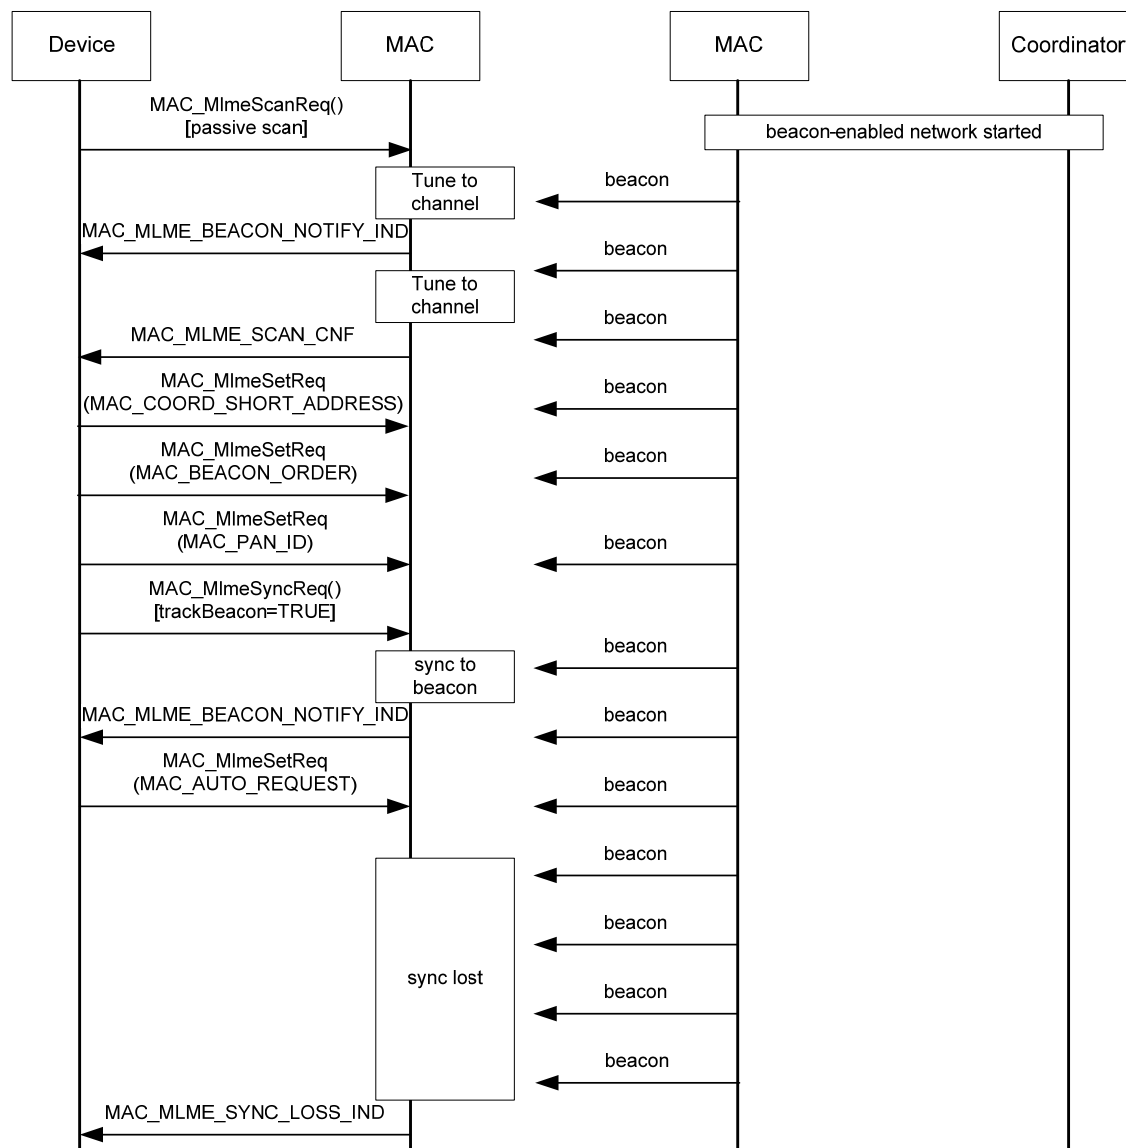 Device
MAC
MAC
Coordinator
MAC_MlmeScanReq()
[passive scan]
beacon-enabled network started
Tune to
channel
beacon
MAC_MLME_BEACON_NOTIFY_IND
beacon
Tune to
channel
beacon
MAC_MLME_SCAN_CNF
MAC_MlmeSetReq
(MAC_COORD_SHORT_ADDRESS)
beacon
MAC_MlmeSetReq
(MAC_BEACON_ORDER)
beacon
MAC_MlmeSetReq
(MAC_PAN_ID)
beacon
MAC_MlmeSyncReq()
[trackBeacon=TRUE]
beacon
sync to
beacon
MAC_MLME_BEACON_NOTIFY_IND
beacon
MAC_MlmeSetReq
(MAC_AUTO_REQUEST)
beacon
beacon
beacon
sync lost
beacon
beacon
MAC_MLME_SYNC_LOSS_IND